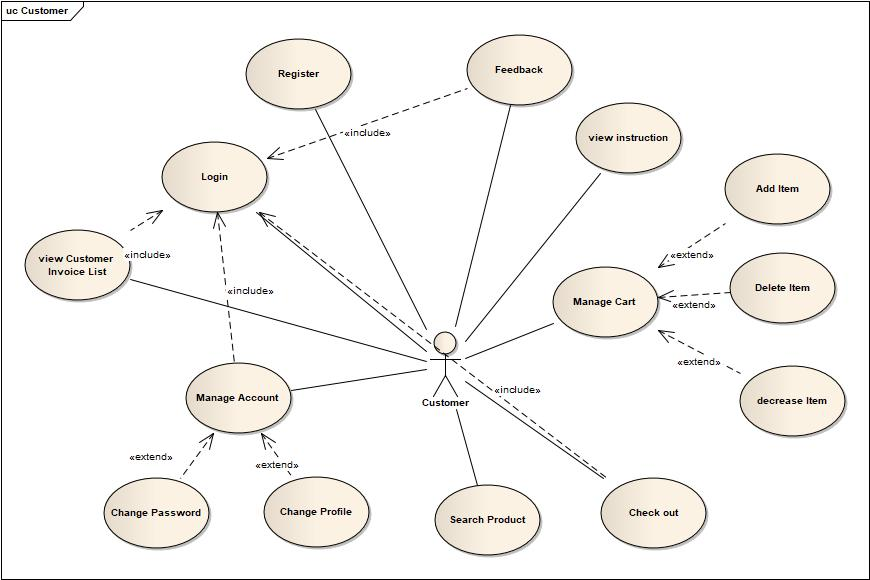 uc Customer
Register
Feedback
«include»
view instruction
Login
Add Item
view Customer
Invoice List
«include»
«extend»
«include»
Manage Cart
Delete Item
«extend»
«extend»
Manage Account
Customer
«include»
decrease Item
«extend»
«extend»
Change Password
Change Profile
Search Product
Check out